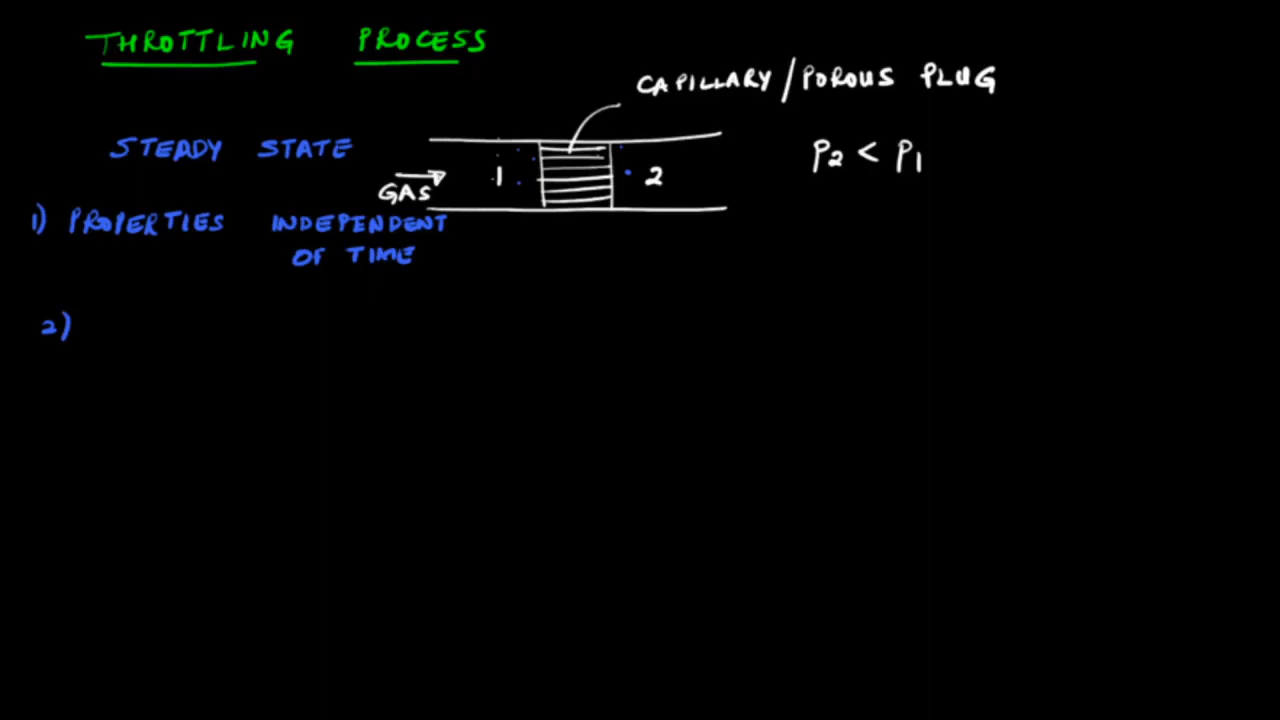 THROTTLING PROCESS
CAPILLARY/POROUS PLUG
STEADY STATE
P2 < P1
GAS
1
2
1) PROPERTIES INDEPENDENT
OF TIME
2)